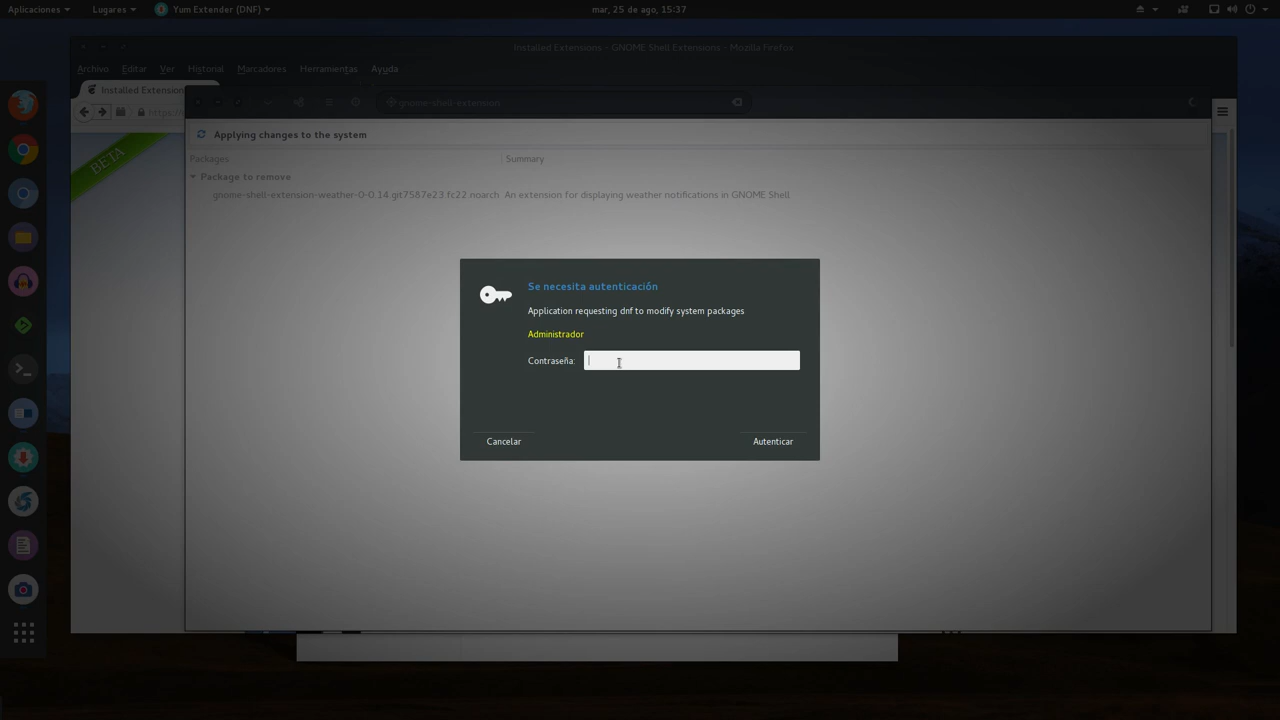 Aplicaciones Lugares Yum Extender (DNF) mar, 25 de ago, 15:37
Installed Extensions - GNOME Shell Extensions - Mozilla Firefox
Archivo Editar Ver Historial Marcadores Herramientas Ayuda
Installed Extension
https://
gnome-shell-extension-
BETA
Applying changes to the system
Packages Summary
Package to remove
gnome-shell-extension-weather-0-0.14.git7587e23.fc22.noarch An extension for displaying weather notifications in GNOME Shell
Se necesita autenticación
Application requesting dnf to modify system packages
Administrador
Contraseña:
Cancelar Autenticar